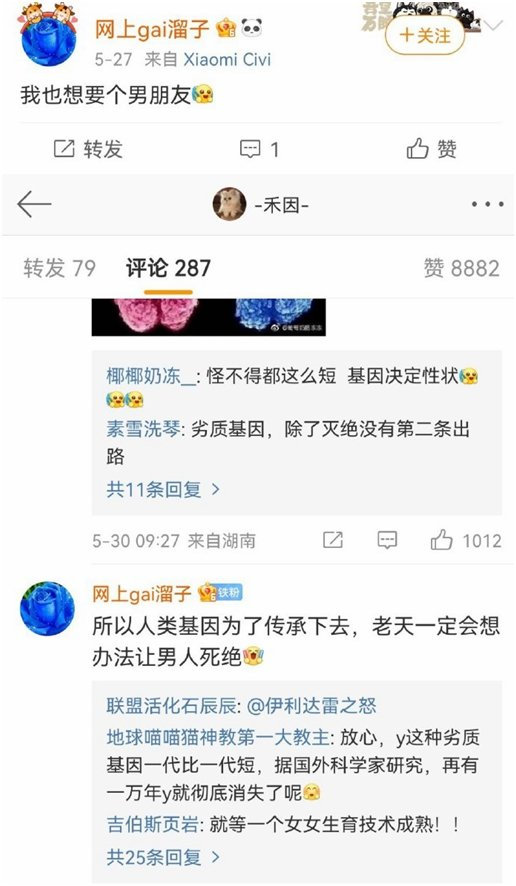 网上gai溜子
5-27 来自 Xiaomi Civi
+关注
我也想要个男朋友
转发
1
赞
-禾因-
转发 79
评论 287
赞 8882
椰椰奶冻__: 怪不得都这么短 基因决定性状
素雪洗琴: 劣质基因，除了灭绝没有第二条出
路
共11条回复 >
5-30 09:27 来自湖南
1012
网上gai溜子
铁粉
所以人类基因为了传承下去，老天一定会想
办法让男人死绝
联盟活化石辰辰: @伊利达雷之怒
地球喵喵猫神教第一大教主: 放心，y这种劣质
基因一代比一代短，据国外科学家研究，再有
一万年y就彻底消失了呢
吉伯斯页岩: 就等一个女女生育技术成熟！！
共25条回复 >